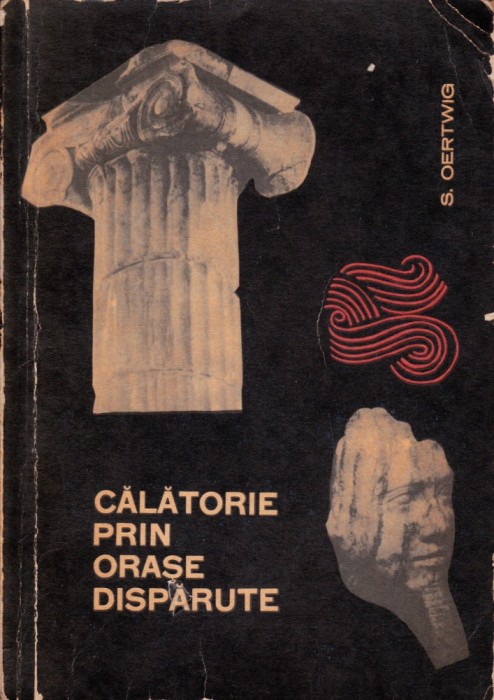 S. OERTWIG
CĂLĂTORIE
PRIN
ORAȘE
DISPĂRUTE